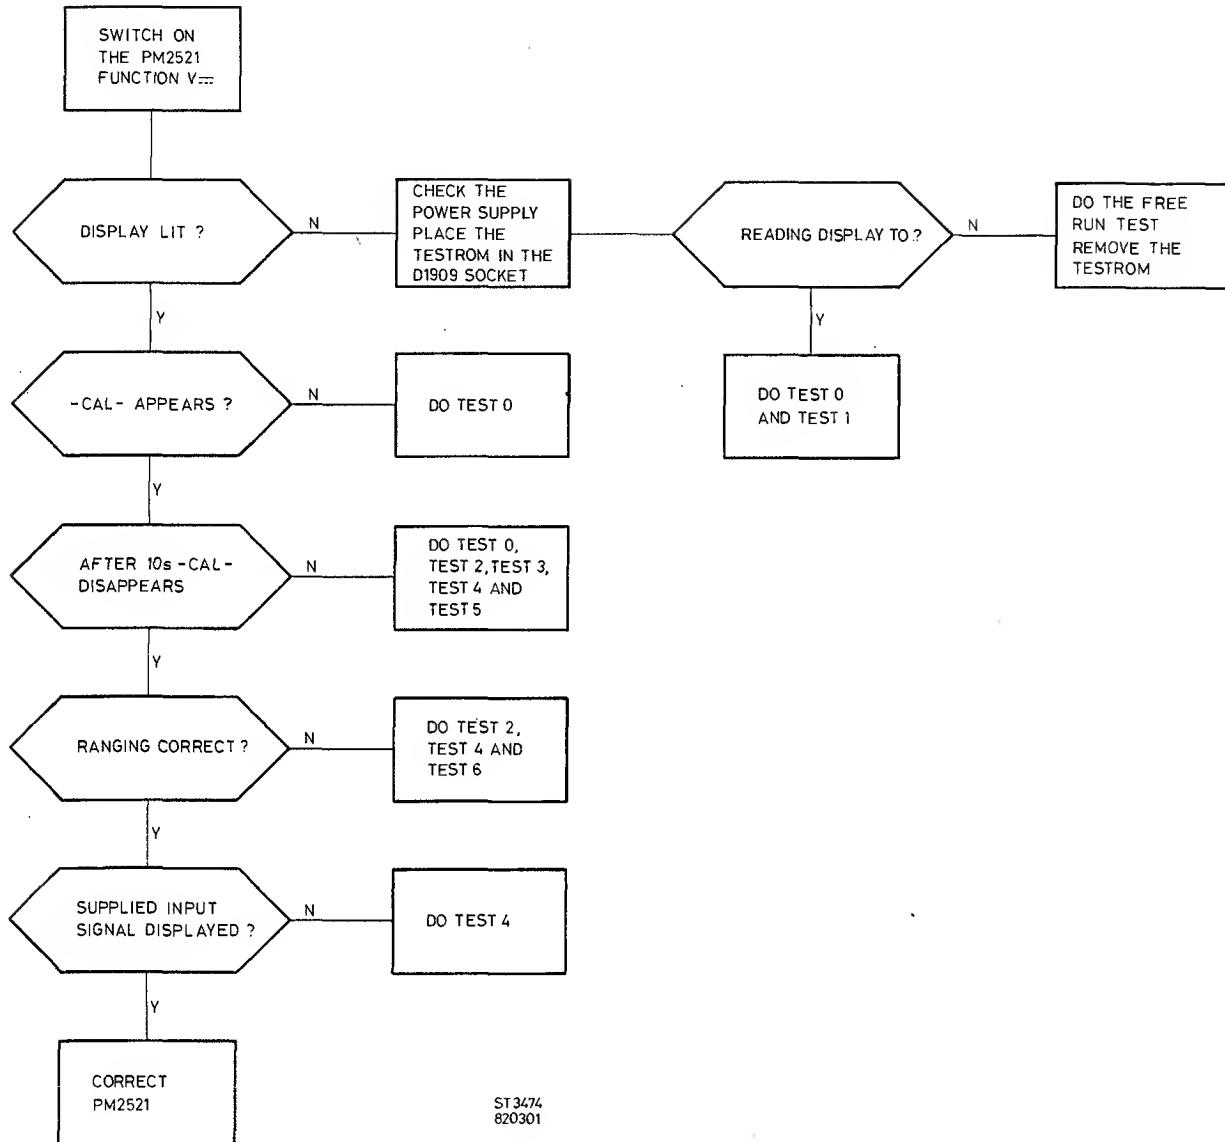 SWITCH ON
THE PM2521
FUNCTION V⎓
DISPLAY LIT ?
N
CHECK THE
POWER SUPPLY
PLACE THE
TESTROM IN THE
D1909 SOCKET
READING DISPLAY TO ?
N
DO THE FREE
RUN TEST
REMOVE THE
TESTROM
Y
Y
-CAL- APPEARS ?
N
DO TEST 0
DO TEST 0
AND TEST 1
Y
AFTER 10s -CAL-
DISAPPEARS
N
DO TEST 0,
TEST 2, TEST 3,
TEST 4 AND
TEST 5
Y
RANGING CORRECT ?
N
DO TEST 2,
TEST 4 AND
TEST 6
Y
SUPPLIED INPUT
SIGNAL DISPLAYED ?
N
DO TEST 4
Y
CORRECT
PM2521
ST3474
820301